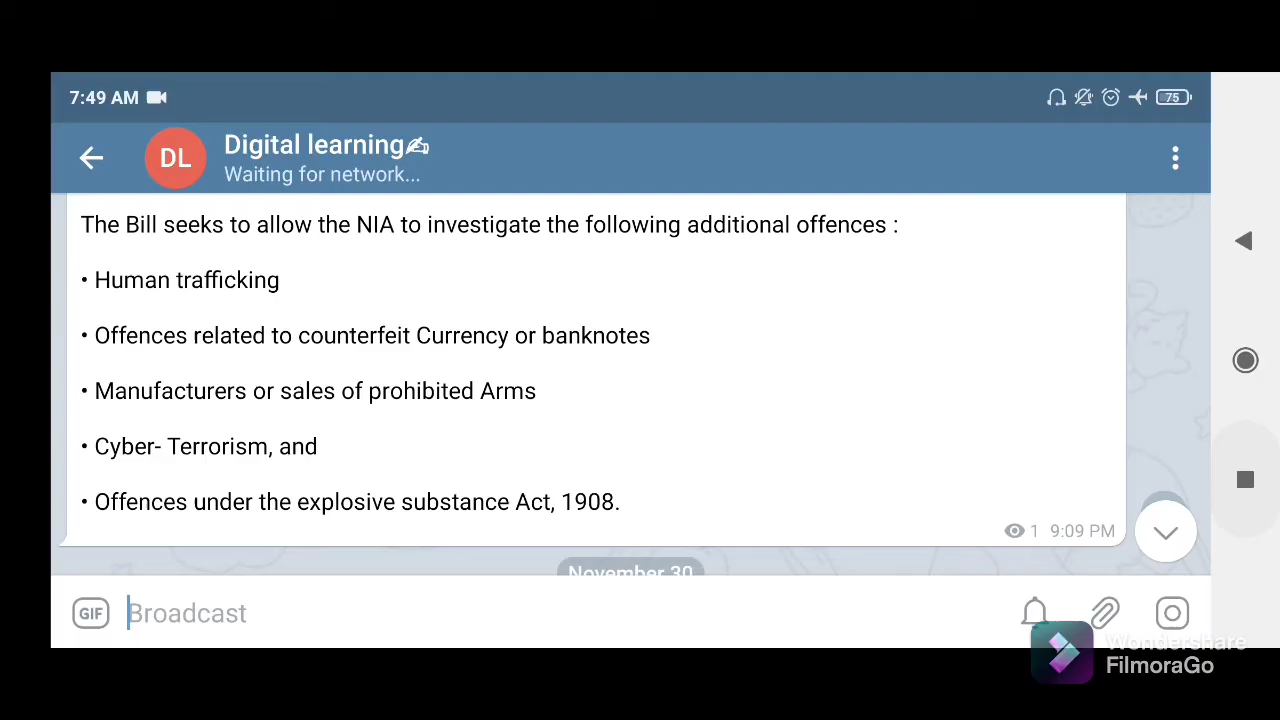 7:49 AM
75
DL
Digital learning✍
Waiting for network...
The Bill seeks to allow the NIA to investigate the following additional offences :
• Human trafficking
• Offences related to counterfeit Currency or banknotes
• Manufacturers or sales of prohibited Arms
• Cyber- Terrorism, and
• Offences under the explosive substance Act, 1908.
1 9:09 PM
November 30
GIF Broadcast
Wondershare
FilmoraGo